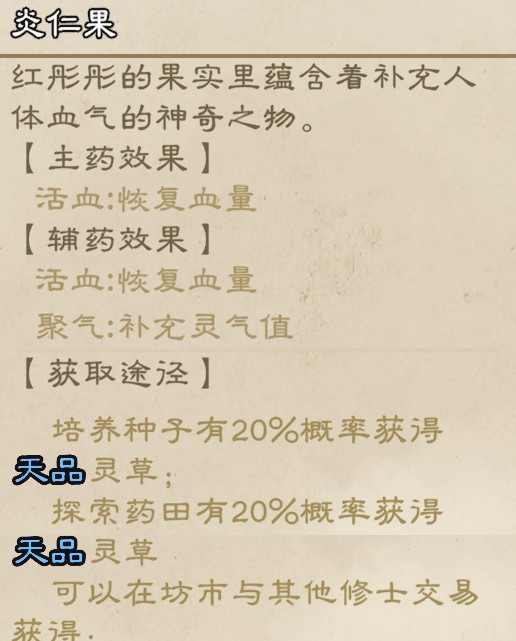 炎仁果
红彤彤的果实里蕴含着补充人
体血气的神奇之物。
【主药效果】
活血:恢复血量
【辅药效果】
活血:恢复血量
聚气:补充灵气值
【获取途径】
培养种子有20%概率获得
天品灵草;
探索药田有20%概率获得
天品灵草
可以在坊市与其他修士交易
获得;